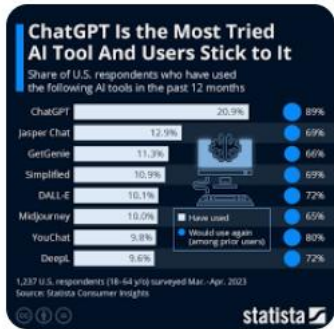 ChatGPT Is the Most Tried
AI Tool And Users Stick to It
Share of U.S. respondents who have used
the following AI tools in the past 12 months
ChatGPT 20.9% 89%
Jasper Chat 12.9% 69%
GetGenie 11.3% 66%
Simplified 10.9% 69%
DALL-E 10.1% 72%
Midjourney 10.0% 65%
YouChat 9.8% 80%
DeepL 9.6% 72%
Have used
Would use again
(among prior users)
1,237 U.S. respondents (18-64 y/o) surveyed Mar.-Apr. 2023
Source: Statista Consumer Insights
statista